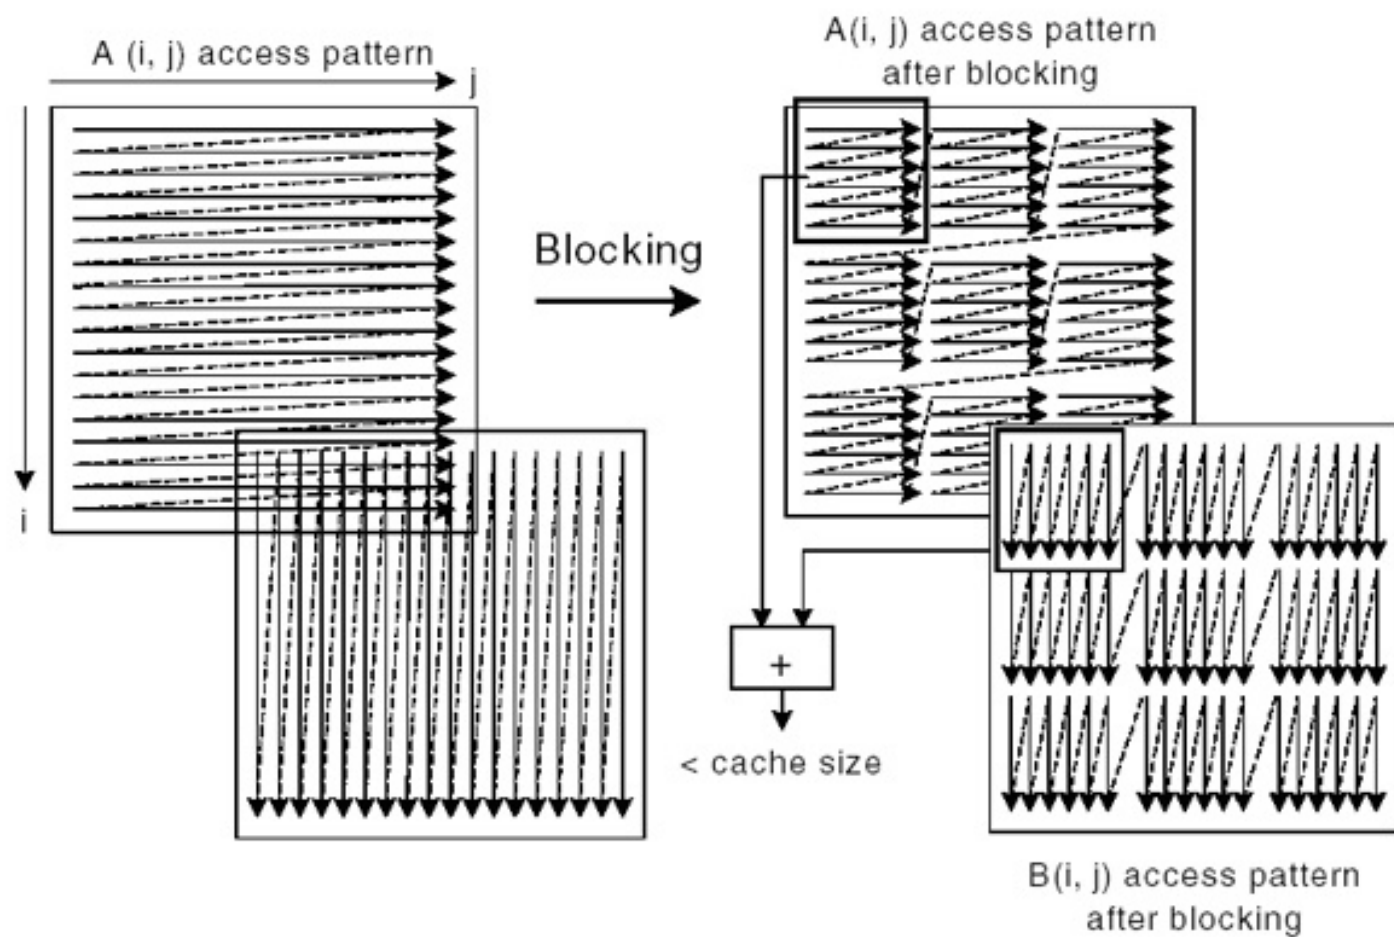 A (i, j) access pattern
j
i
Blocking
A(i, j) access pattern
after blocking
+
< cache size
B(i, j) access pattern
after blocking